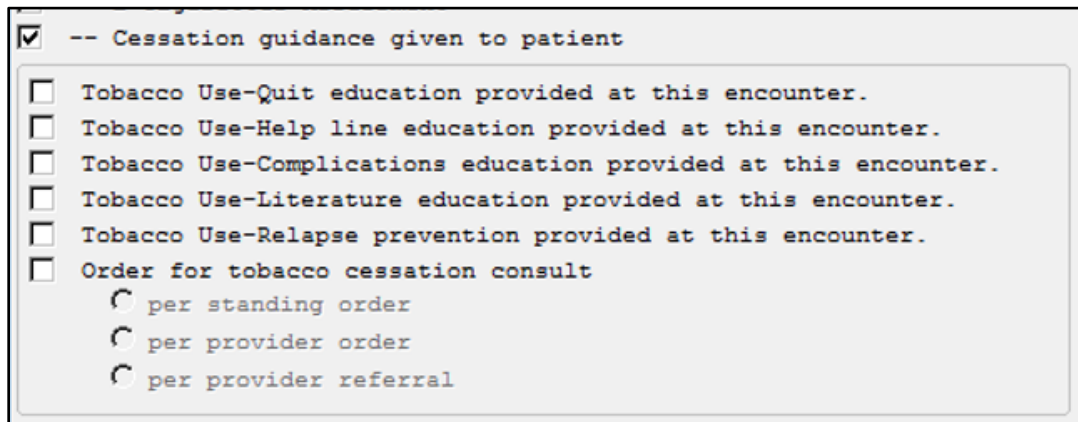 -- Cessation guidance given to patient
Tobacco Use-Quit education provided at this encounter.
Tobacco Use-Help line education provided at this encounter.
Tobacco Use-Complications education provided at this encounter.
Tobacco Use-Literature education provided at this encounter.
Tobacco Use-Relapse prevention provided at this encounter.
Order for tobacco cessation consult
per standing order
per provider order
per provider referral